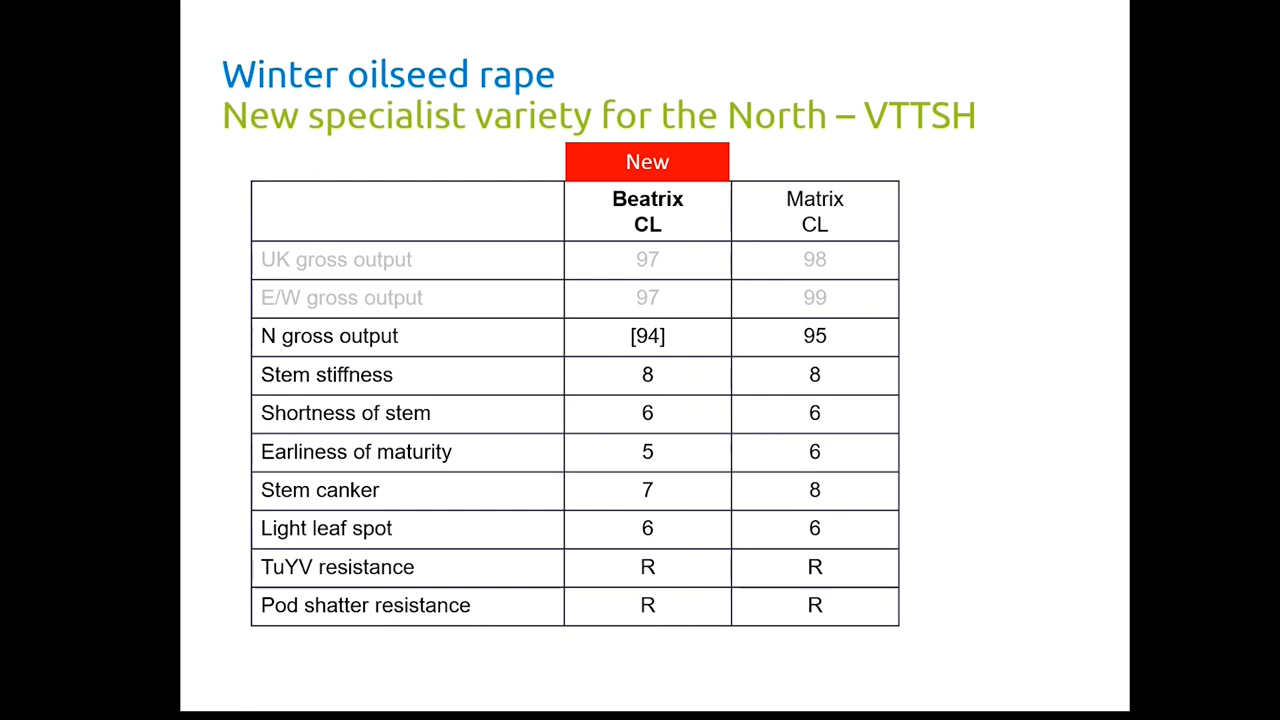 Winter oilseed rape
New specialist variety for the North – VTTSH
New
Beatrix CL Matrix CL
UK gross output 97 98
E/W gross output 97 99
N gross output [94] 95
Stem stiffness 8 8
Shortness of stem 6 6
Earliness of maturity 5 6
Stem canker 7 8
Light leaf spot 6 6
TuYV resistance R R
Pod shatter resistance R R